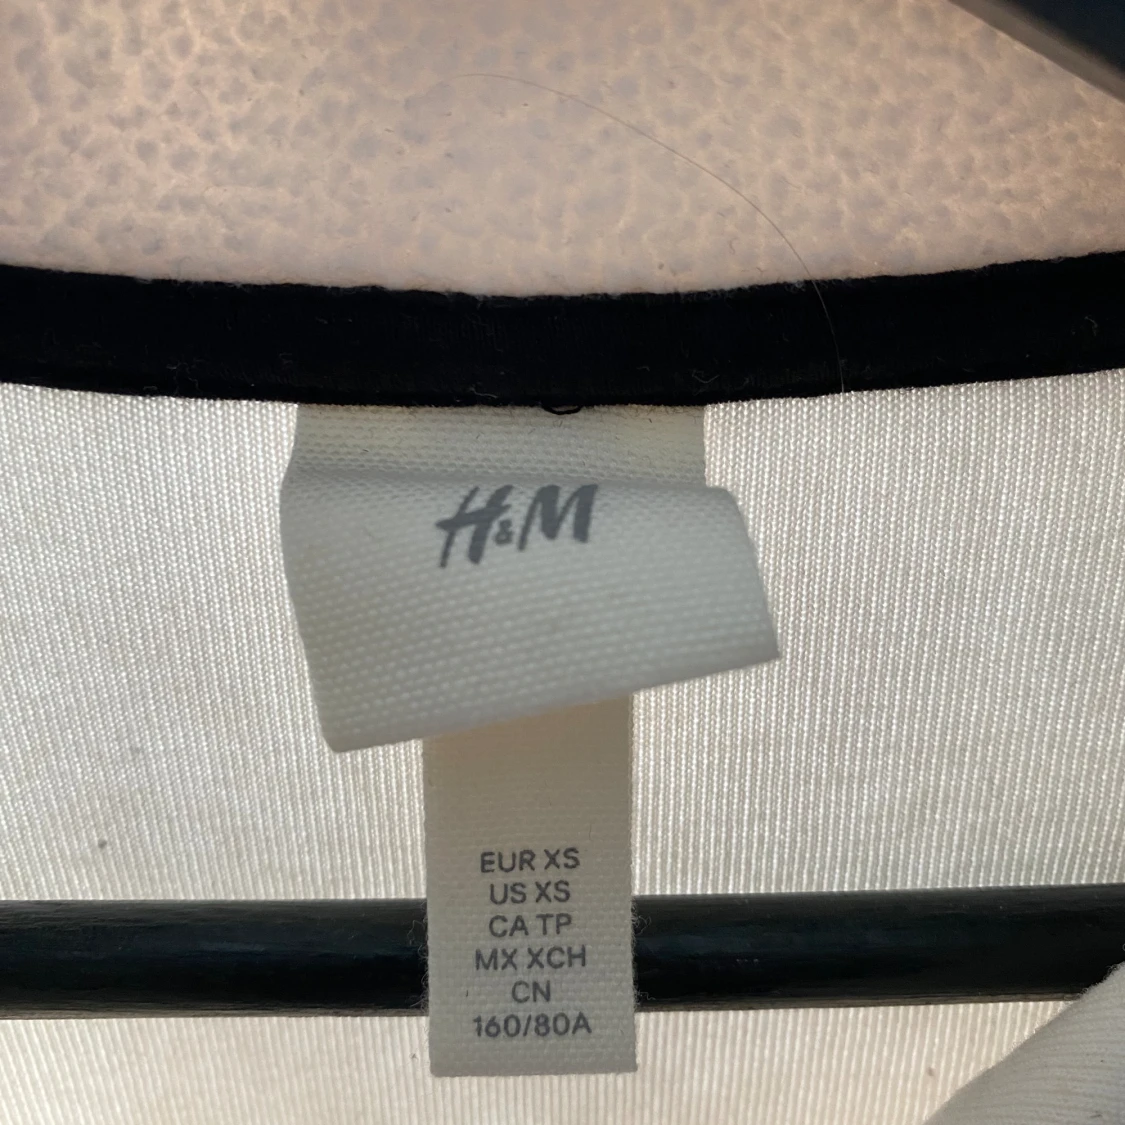 H&M
EUR XS
US XS
CA TP
MX XCH
CN
160/80A